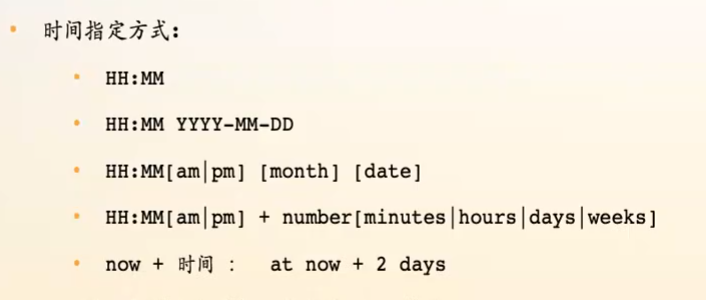 • 时间指定方式:
• HH:MM
• HH:MM YYYY-MM-DD
• HH:MM[am|pm] [month] [date]
• HH:MM[am|pm] + number[minutes|hours|days|weeks]
• now + 时间 : at now + 2 days